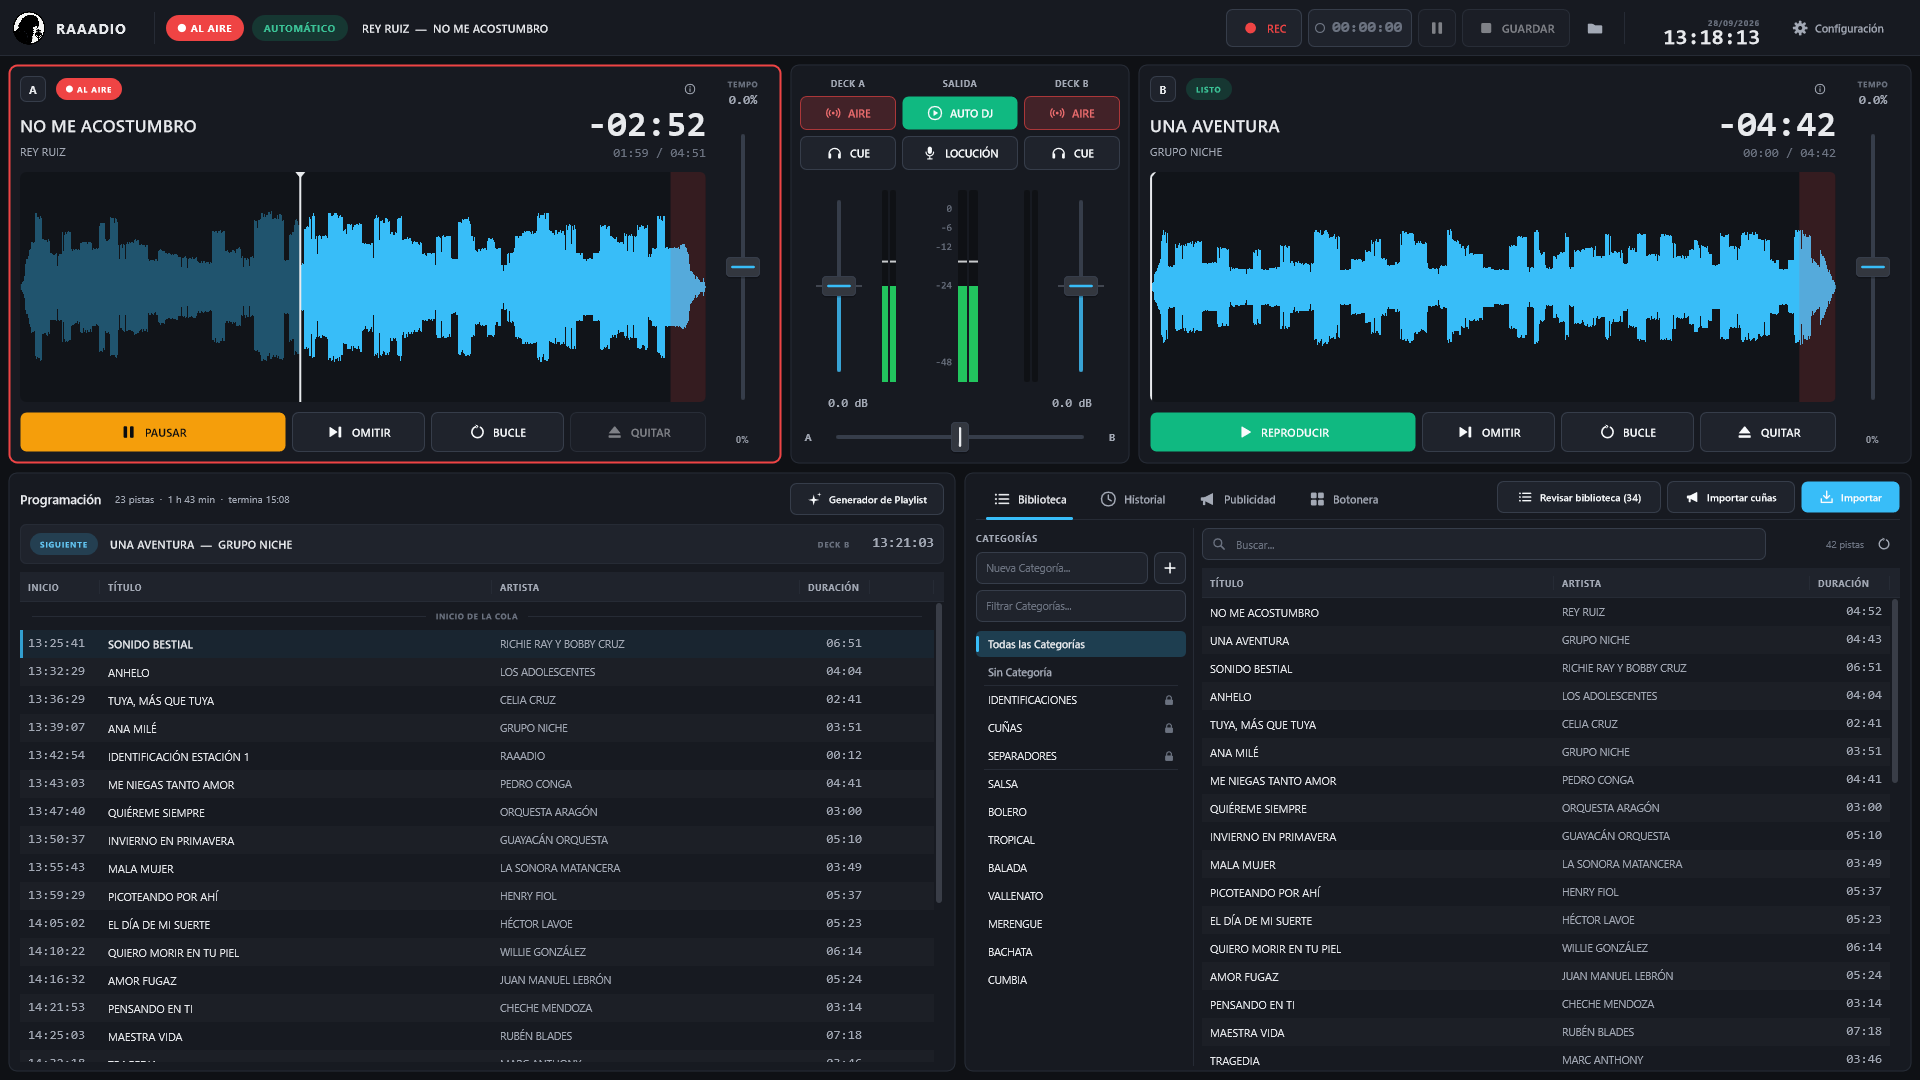 RAAADIO
AL AIRE
AUTOMÁTICO
REY RUIZ — NO ME ACOSTUMBRO
REC
00:00:00
GUARDAR
28/09/2026
13:18:13
Configuración
A
AL AIRE
NO ME ACOSTUMBRO
REY RUIZ
-02:52
01:59 / 04:51
TEMPO
0.0%
PAUSAR
OMITIR
BUCLE
QUITAR
0%
DECK A
SALIDA
DECK B
AIRE
AUTO DJ
AIRE
CUE
LOCUCIÓN
CUE
0
-6
-12
-24
-48
0.0 dB
0.0 dB
A
B
B
LISTO
UNA AVENTURA
GRUPO NICHE
-04:42
00:00 / 04:42
TEMPO
0.0%
REPRODUCIR
OMITIR
BUCLE
QUITAR
0%
Programación
23 pistas · 1 h 43 min · termina 15:08
Generador de Playlist
SIGUIENTE
UNA AVENTURA — GRUPO NICHE
DECK B
13:21:03
INICIO TÍTULO ARTISTA DURACIÓN
INICIO DE LA COLA
13:25:41 SONIDO BESTIAL RICHIE RAY Y BOBBY CRUZ 06:51
13:32:29 ANHELO LOS ADOLESCENTES 04:04
13:36:29 TUYA, MÁS QUE TUYA CELIA CRUZ 02:41
13:39:07 ANA MILÉ GRUPO NICHE 03:51
13:42:54 IDENTIFICACIÓN ESTACIÓN 1 RAAADIO 00:12
13:43:03 ME NIEGAS TANTO AMOR PEDRO CONGA 04:41
13:47:40 QUIÉREME SIEMPRE ORQUESTA ARAGÓN 03:00
13:50:37 INVIERNO EN PRIMAVERA GUAYACÁN ORQUESTA 05:10
13:55:43 MALA MUJER LA SONORA MATANCERA 03:49
13:59:29 PICOTEANDO POR AHÍ HENRY FIOL 05:37
14:05:02 EL DÍA DE MI SUERTE HÉCTOR LAVOE 05:23
14:10:22 QUIERO MORIR EN TU PIEL WILLIE GONZÁLEZ 06:14
14:16:32 AMOR FUGAZ JUAN MANUEL LEBRÓN 05:24
14:21:53 PENSANDO EN TI CHECHE MENDOZA 03:14
14:25:03 MAESTRA VIDA RUBÉN BLADES 07:18
Biblioteca
Historial
Publicidad
Botonera
Revisar biblioteca (34)
Importar cuñas
Importar
CATEGORÍAS
Nueva Categoría...
Filtrar Categorías...
Todas las Categorías
Sin Categoría
IDENTIFICACIONES
CUÑAS
SEPARADORES
SALSA
BOLERO
TROPICAL
BALADA
VALLENATO
MERENGUE
BACHATA
CUMBIA
Buscar...
42 pistas
TÍTULO ARTISTA DURACIÓN
NO ME ACOSTUMBRO REY RUIZ 04:52
UNA AVENTURA GRUPO NICHE 04:43
SONIDO BESTIAL RICHIE RAY Y BOBBY CRUZ 06:51
ANHELO LOS ADOLESCENTES 04:04
TUYA, MÁS QUE TUYA CELIA CRUZ 02:41
ANA MILÉ GRUPO NICHE 03:51
ME NIEGAS TANTO AMOR PEDRO CONGA 04:41
QUIÉREME SIEMPRE ORQUESTA ARAGÓN 03:00
INVIERNO EN PRIMAVERA GUAYACÁN ORQUESTA 05:10
MALA MUJER LA SONORA MATANCERA 03:49
PICOTEANDO POR AHÍ HENRY FIOL 05:37
EL DÍA DE MI SUERTE HÉCTOR LAVOE 05:23
QUIERO MORIR EN TU PIEL WILLIE GONZÁLEZ 06:14
AMOR FUGAZ JUAN MANUEL LEBRÓN 05:24
PENSANDO EN TI CHECHE MENDOZA 03:14
MAESTRA VIDA RUBÉN BLADES 07:18
TRAGEDIA MARC ANTHONY 03:46